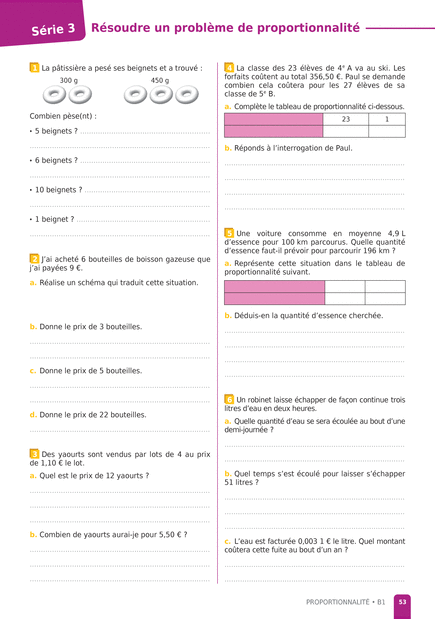 Série 3
Résoudre un problème de proportionnalité
1 La pâtissière a pesé ses beignets et a trouvé :
300 g
450 g
Combien pèse(nt) :
• 5 beignets ? ..........
• 6 beignets ? ..........
• 10 beignets ? ..........
• 1 beignet ? ..........
2 J'ai acheté 6 bouteilles de boisson gazeuse que
j'ai payées 9 €.
a. Réalise un schéma qui traduit cette situation.
b. Donne le prix de 3 bouteilles.
c. Donne le prix de 5 bouteilles.
d. Donne le prix de 22 bouteilles.
3 Des yaourts sont vendus par lots de 4 au prix
de 1,10 € le lot.
a. Quel est le prix de 12 yaourts ?
b. Combien de yaourts aurai-je pour 5,50 € ?
4 La classe des 23 élèves de 4e A va au ski. Les
forfaits coûtent au total 356,50 €. Paul se demande
combien cela coûtera pour les 27 élèves de sa
classe de 5e B.
a. Complète le tableau de proportionnalité ci-dessous.
23 1
b. Réponds à l'interrogation de Paul.
5 Une voiture consomme en moyenne 4,9 L
d'essence pour 100 km parcourus. Quelle quantité
d'essence faut-il prévoir pour parcourir 196 km ?
a. Représente cette situation dans le tableau de
proportionnalité suivant.
b. Déduis-en la quantité d'essence cherchée.
6 Un robinet laisse échapper de façon continue trois
litres d'eau en deux heures.
a. Quelle quantité d'eau se sera écoulée au bout d'une
demi-journée ?
b. Quel temps s'est écoulé pour laisser s'échapper
51 litres ?
c. L'eau est facturée 0,003 1 € le litre. Quel montant
coûtera cette fuite au bout d'un an ?
PROPORTIONNALITÉ • B1 53